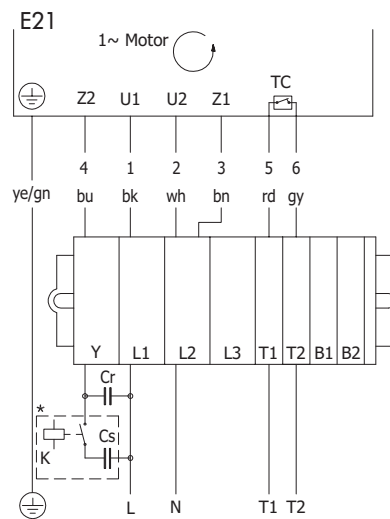 E21
1~ Motor
TC
Z2 U1 U2 Z1
4 1 2 3 5 6
ye/gn bu bk wh bn rd gy
Y L1 L2 L3 T1 T2 B1 B2
Cr
*
K Cs
L N T1 T2